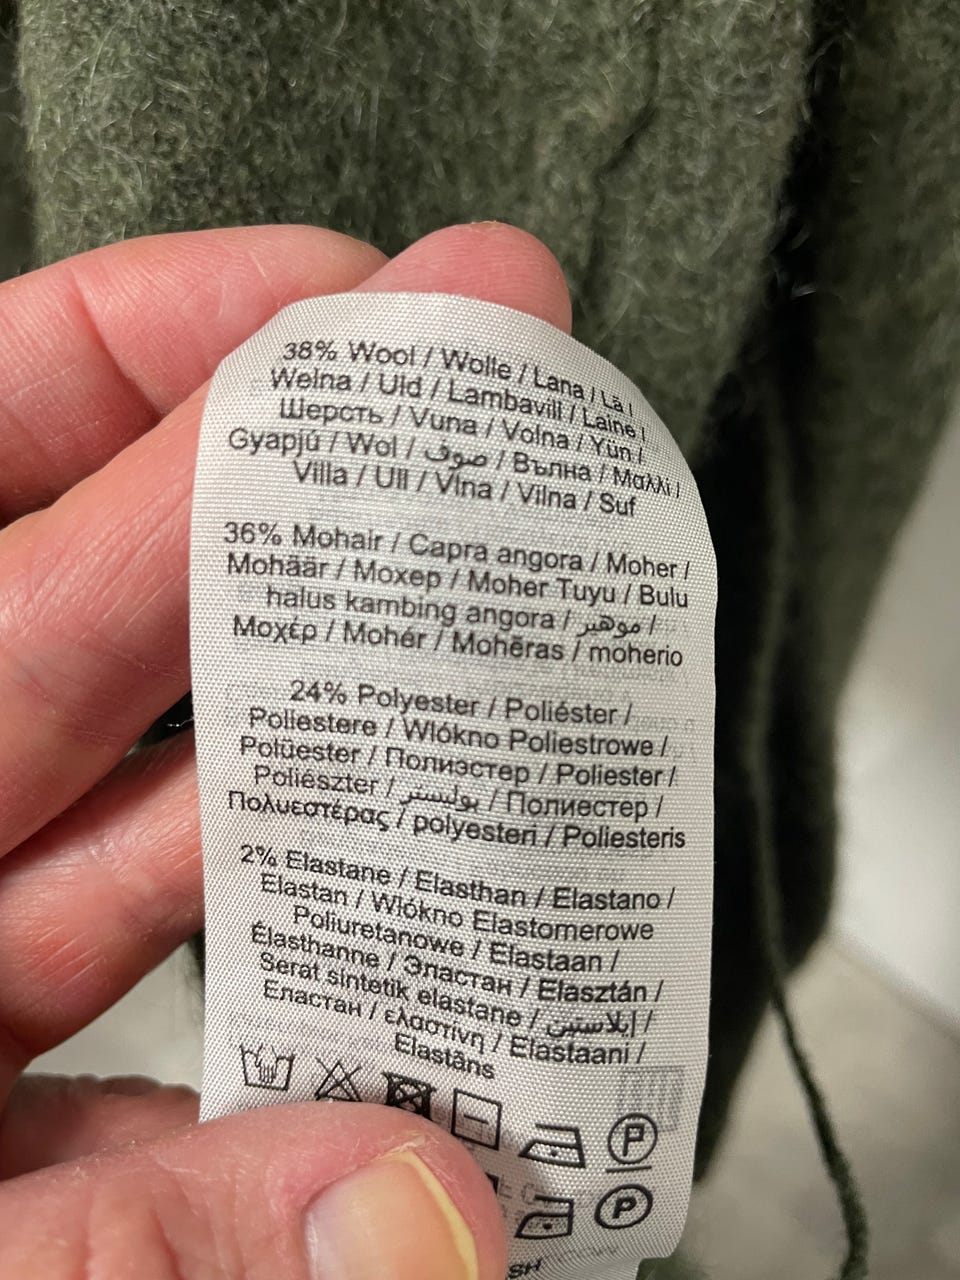 38% Wool / Wolle / Lana / Lã /
Wełna / Uld / Lambavill / Laine /
Шерсть / Vuna / Volna / Yün /
Gyapjú / Wol / صوف / Вълна / Μαλλί /
Villa / Ull / Vlna / Vilna / Suf
36% Mohair / Capra angora / Moher /
Mohäär / Мохер / Moher Tuyu / Bulu
halus kambing angora / موهير /
Μοχέρ / Mohér / Mohēras / moherio
24% Polyester / Poliéster /
Poliestere / Włókno Poliestrowe /
Polüester / Полиэстер / Poliester /
Poliészter / بوليستر / Полиестер /
Πολυεστέρας / polyesteri / Poliesteris
2% Elastane / Elasthan / Elastano /
Elastan / Włókno Elastomerowe
Poliuretanowe / Elastaan /
Élasthanne / Эластан / Elasztán /
Serat sintetik elastane / إيلاستين /
Еластан / ελαστίνη / Elastaani /
Elastāns
P
P